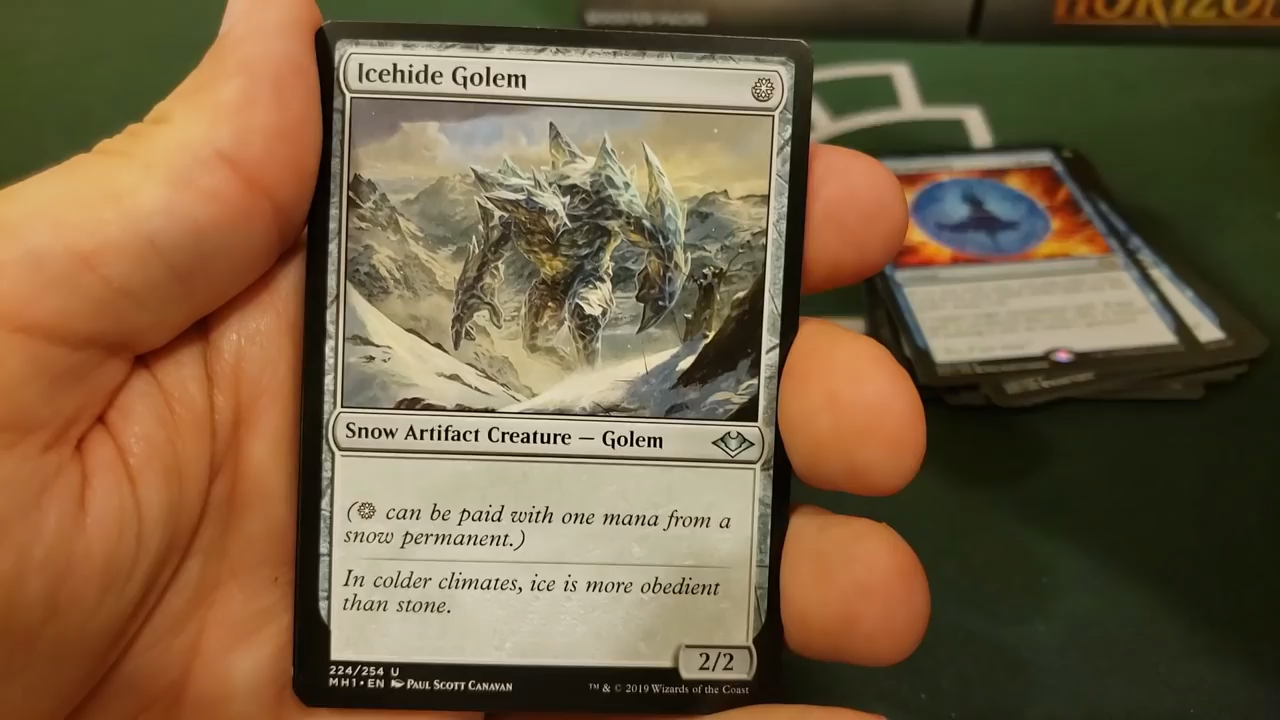 HORIZO
Icehide Golem
Snow Artifact Creature — Golem
( can be paid with one mana from a
snow permanent.)
In colder climates, ice is more obedient
than stone.
2/2
224/254 U
MH1 • EN Paul Scott Canavan
™ & © 2019 Wizards of the Coast